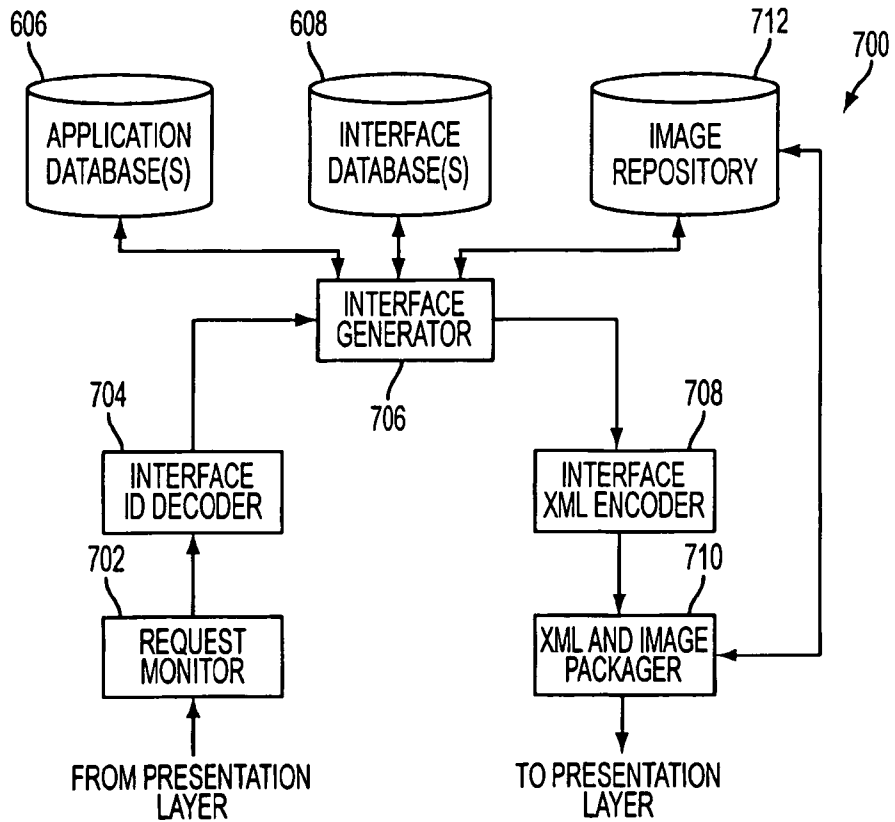 606
608
712
700
APPLICATION
DATABASE(S)
INTERFACE
DATABASE(S)
IMAGE
REPOSITORY
INTERFACE
GENERATOR
706
704
708
INTERFACE
ID DECODER
INTERFACE
XML ENCODER
702
710
REQUEST
MONITOR
XML AND IMAGE
PACKAGER
FROM PRESENTATION
LAYER
TO PRESENTATION
LAYER